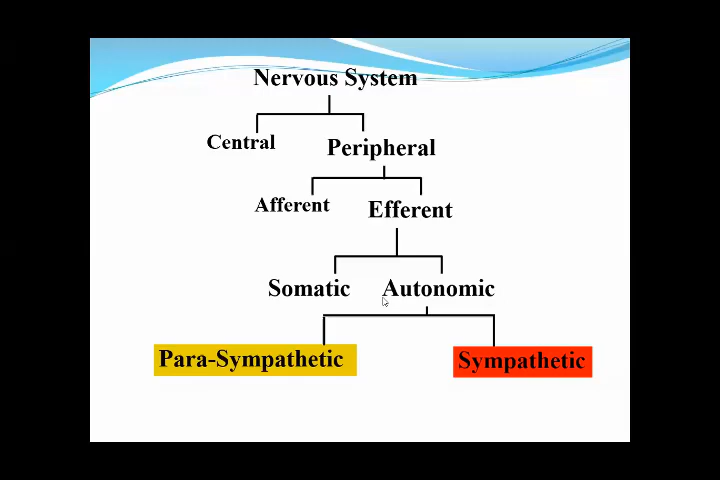 Nervous System
Central
Peripheral
Afferent
Efferent
Somatic
Autonomic
Para-Sympathetic
Sympathetic